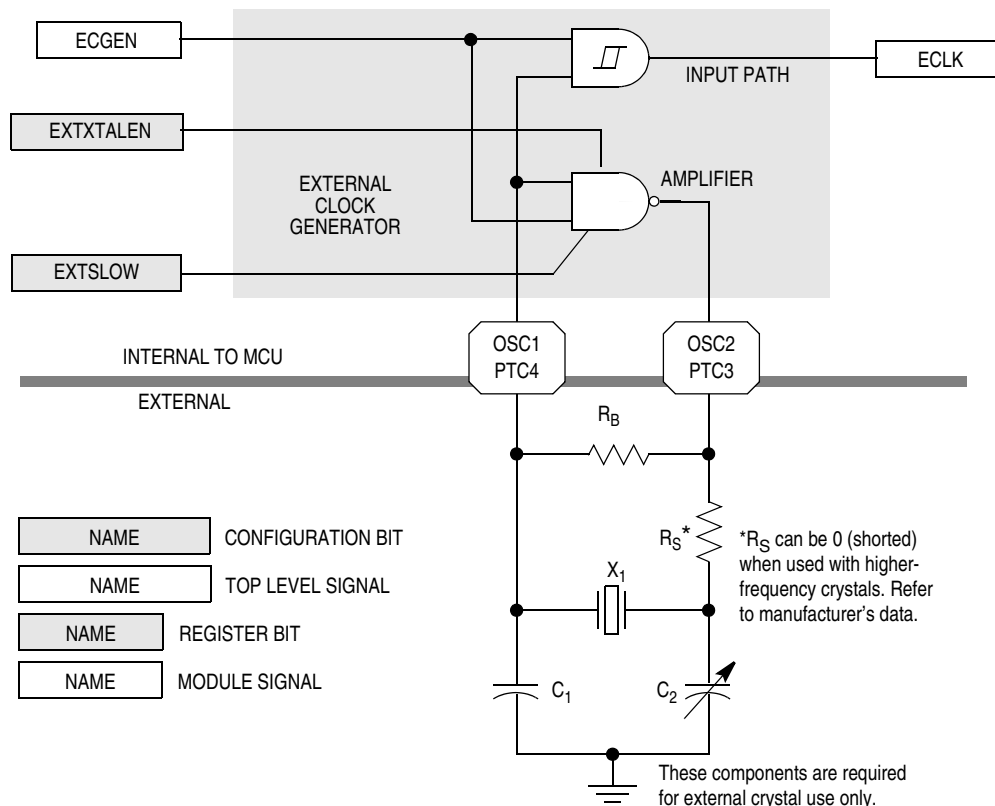 ECGEN
INPUT PATH
ECLK
EXTXTALEN
AMPLIFIER
EXTERNAL
CLOCK
GENERATOR
EXTSLOW
OSC1
PTC4
OSC2
PTC3
INTERNAL TO MCU
EXTERNAL
RB
NAME CONFIGURATION BIT
NAME TOP LEVEL SIGNAL
NAME REGISTER BIT
NAME MODULE SIGNAL
RS*
*RS can be 0 (shorted)
when used with higher-
frequency crystals. Refer
to manufacturer's data.
X1
C1
C2
These components are required
for external crystal use only.